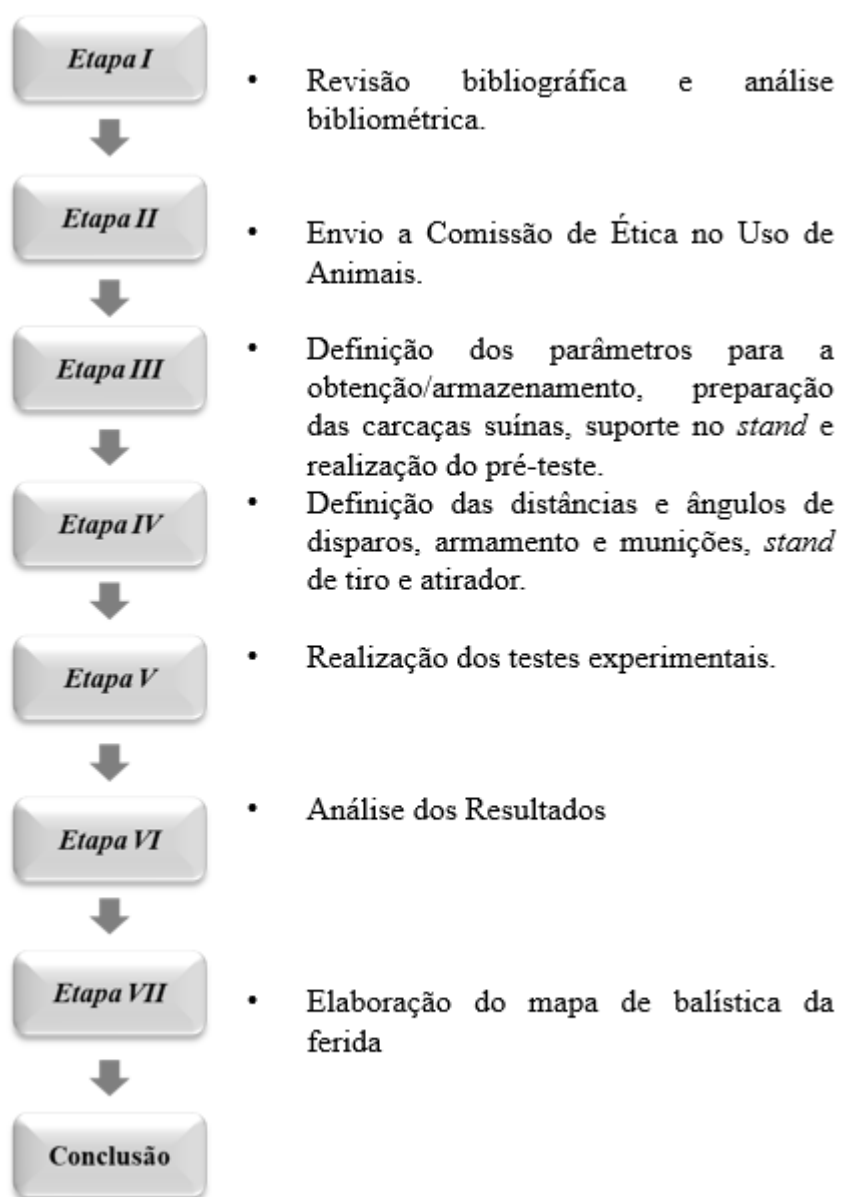 Etapa I
• Revisão bibliográfica e análise
bibliométrica.
Etapa II
• Envio a Comissão de Ética no Uso de
Animais.
Etapa III
• Definição dos parâmetros para a
obtenção/armazenamento, preparação
das carcaças suínas, suporte no stand e
realização do pré-teste.
Etapa IV
• Definição das distâncias e ângulos de
disparos, armamento e munições, stand
de tiro e atirador.
Etapa V
• Realização dos testes experimentais.
Etapa VI
• Análise dos Resultados
Etapa VII
• Elaboração do mapa de balística da
ferida
Conclusão